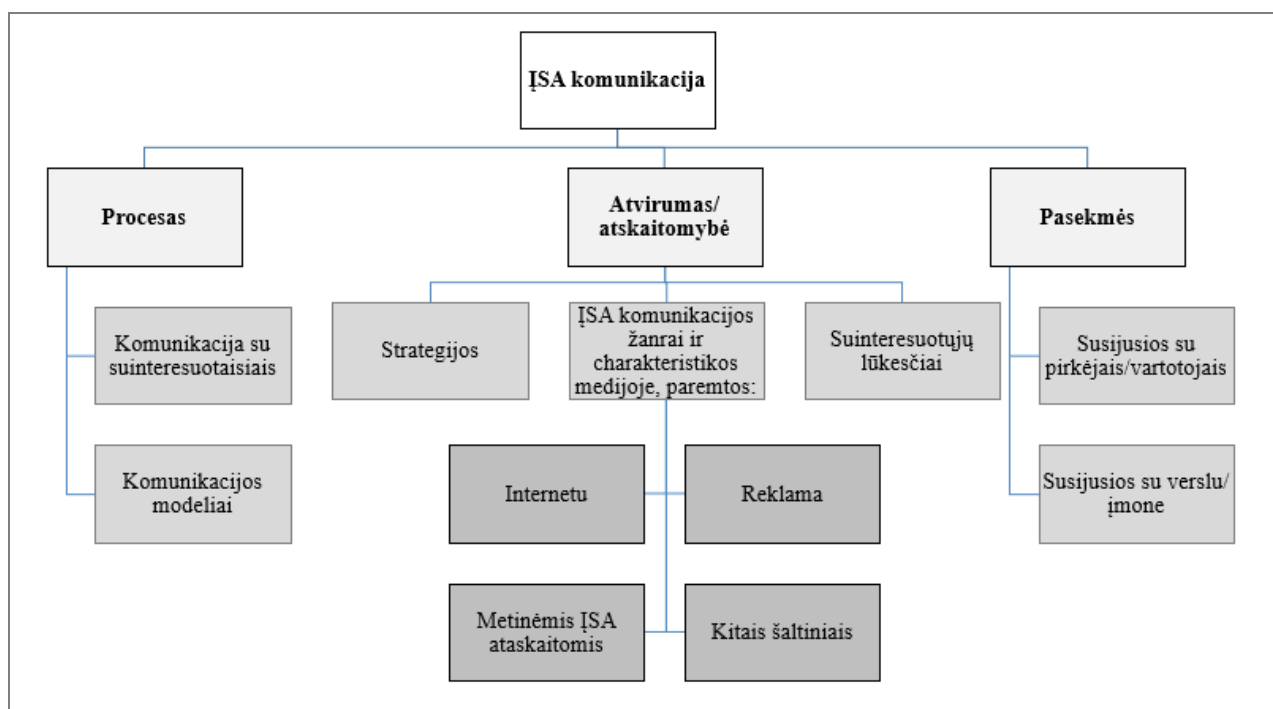 ĮSA komunikacija
Procesas
Atvirumas/
atskaitomybė
Pasekmės
Komunikacija su
suinteresuotaisiais
Komunikacijos
modeliai
Strategijos
ĮSA komunikacijos
žanrai ir
charakteristikos
medijoje, paremtos:
Suinteresuotųjų
lūkesčiai
Internetu
Reklama
Metinėmis ĮSA
ataskaitomis
Kitais šaltiniais
Susijusios su
pirkėjais/vartotojais
Susijusios su verslu/
įmone